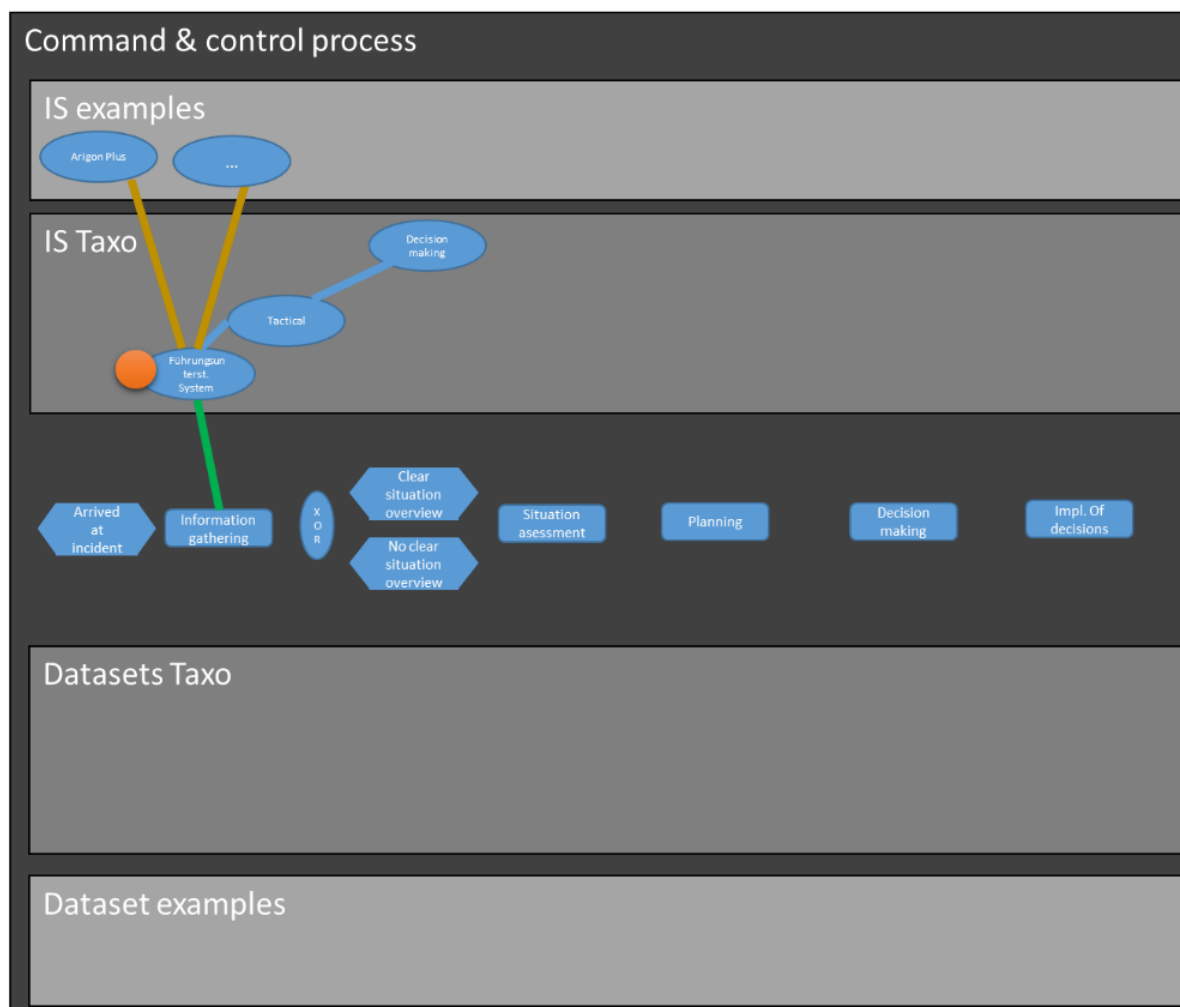 Command & control process
IS examples
Arigon Plus
...
IS Taxo
Decision
making
Tactical
Führungsun
terst.
System
Arrived
at
incident
Information
gathering
X
O
R
Clear
situation
overview
No clear
situation
overview
Situation
asessment
Planning
Decision
making
Impl. Of
decisions
Datasets Taxo
Dataset examples